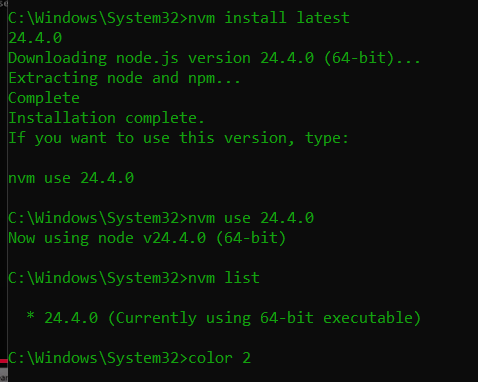 C:\Windows\System32>nvm install latest
24.4.0
Downloading node.js version 24.4.0 (64-bit)...
Extracting node and npm...
Complete
Installation complete.
If you want to use this version, type:

nvm use 24.4.0

C:\Windows\System32>nvm use 24.4.0
Now using node v24.4.0 (64-bit)

C:\Windows\System32>nvm list

  * 24.4.0 (Currently using 64-bit executable)

C:\Windows\System32>color 2